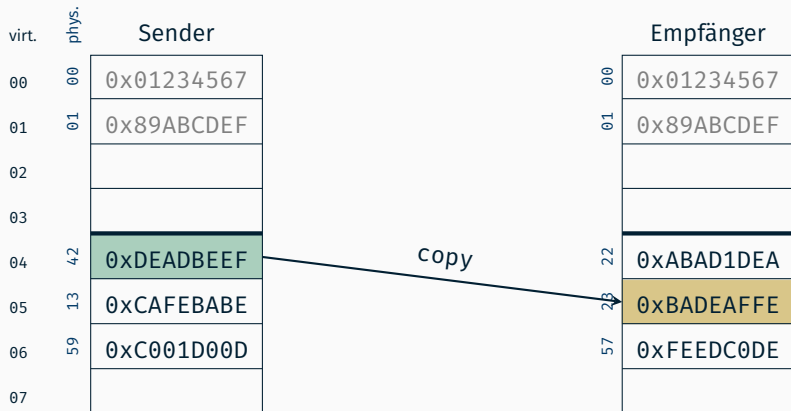 virt. phys. Sender Empfänger
00 00 0x01234567 00 0x01234567
01 01 0x89ABCDEF 01 0x89ABCDEF
02
03
04 42 0xDEADBEEF copy 22 0xABAD1DEA
05 13 0xCAFEBABE 23 0xBADEAFFE
06 59 0xC001D00D 57 0xFEEDC0DE
07